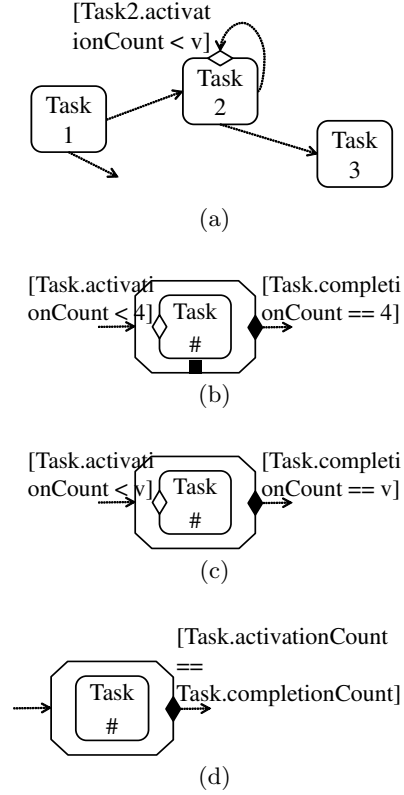 [Task2.activat
ionCount < v]
Task
2
Task
1
Task
3
(a)
[Task.activati
onCount < 4]
[Task.completi
onCount == 4]
Task
#
(b)
[Task.activati
onCount < v]
[Task.completi
onCount == v]
Task
#
(c)
[Task.activationCount
==
Task.completionCount]
Task
#
(d)